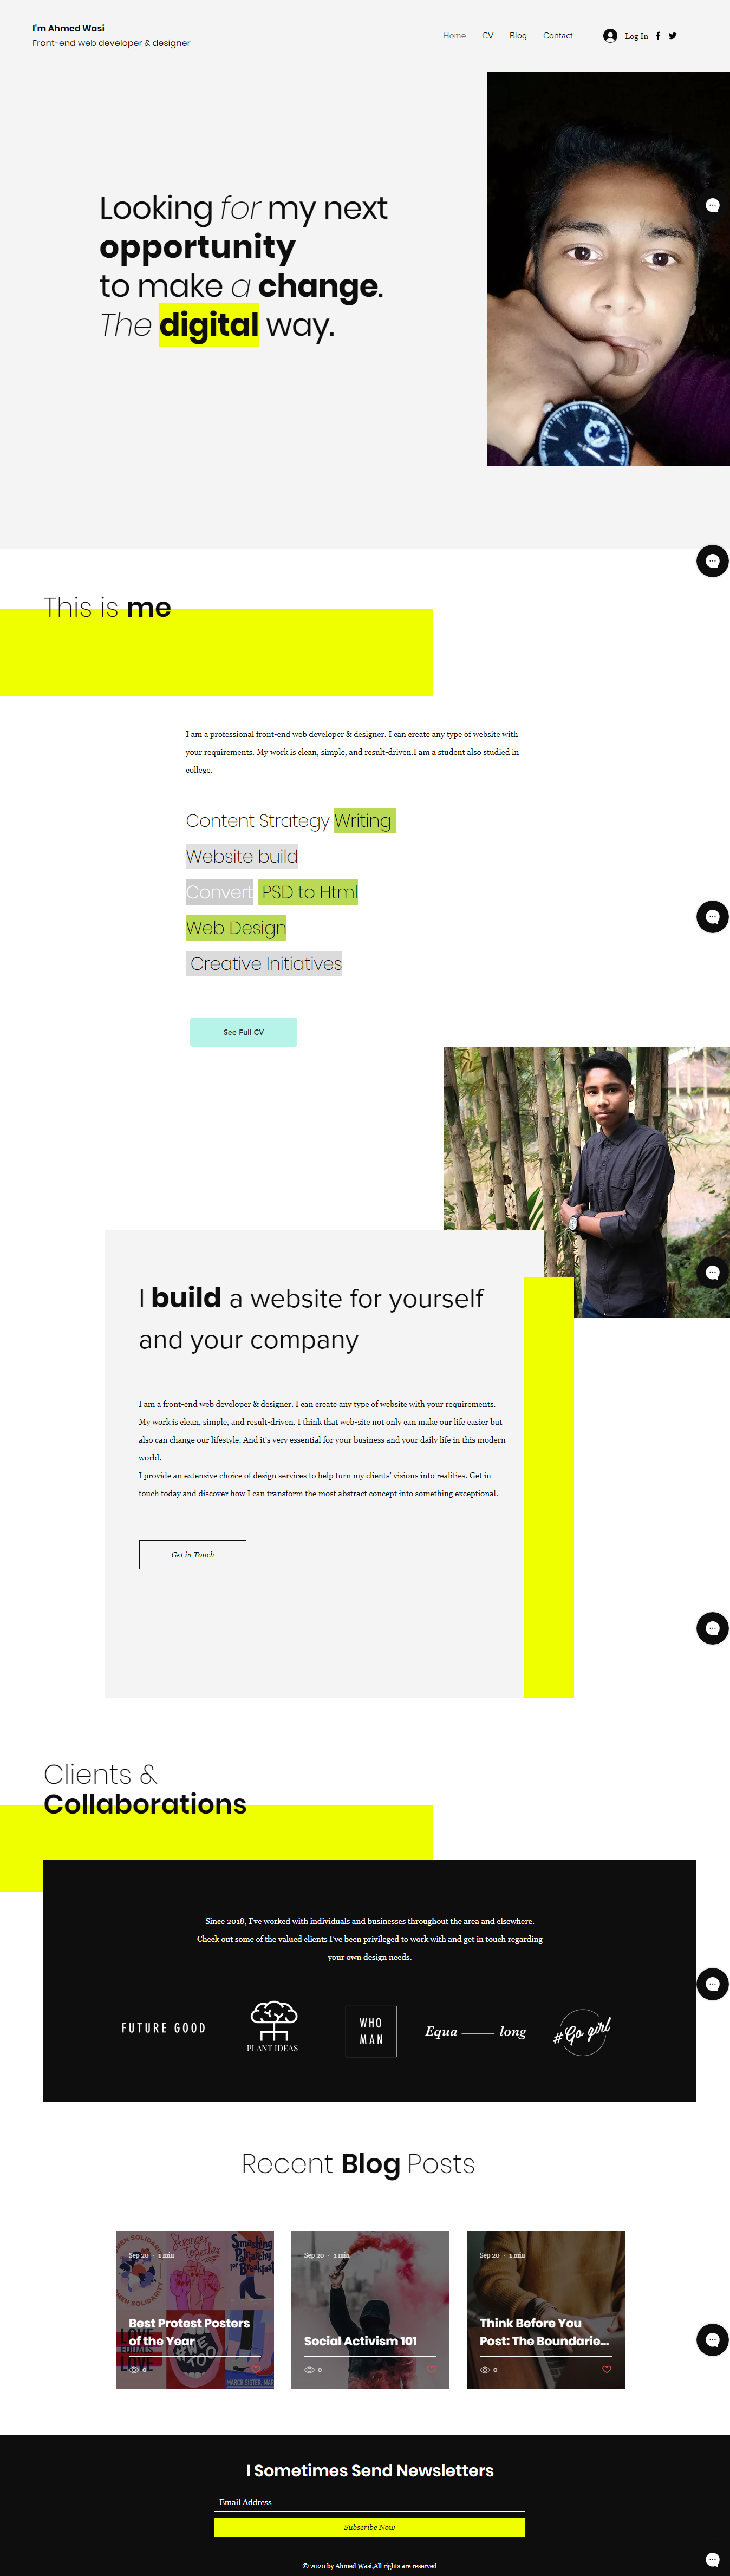 I'm Ahmed Wasi
Front-end web developer & designer
Home CV Blog Contact Log In
Looking for my next
opportunity
to make a change.
The digital way.
This is me
I am a professional front-end web developer & designer. I can create any type of website with
your requirements. My work is clean, simple, and result-driven.I am a student also studied in
college.
Content Strategy Writing
Website build
Convert PSD to Html
Web Design
Creative Initiatives
See Full CV
I build a website for yourself
and your company
I am a front-end web developer & designer. I can create any type of website with your requirements.
My work is clean, simple, and result-driven. I think that web-site not only can make our life easier but
also can change our lifestyle. And it's very essential for your business and your daily life in this modern
world.
I provide an extensive choice of design services to help turn my clients' visions into realities. Get in
touch today and discover how I can transform the most abstract concept into something exceptional.
Get in Touch
Clients &
Collaborations
Since 2018, I've worked with individuals and businesses throughout the area and elsewhere.
Check out some of the valued clients I've been privileged to work with and get in touch regarding
your own design needs.
FUTURE GOOD
PLANT IDEAS
WHO
MAN
Equa long
#Go girl
Recent Blog Posts
Sep 20 · 1 min
Best Protest Posters
of the Year
0
Sep 20 · 1 min
Social Activism 101
0
Sep 20 · 1 min
Think Before You
Post: The Boundarie...
0
I Sometimes Send Newsletters
Email Address
Subscribe Now
© 2020 by Ahmed Wasi,All rights are reserved